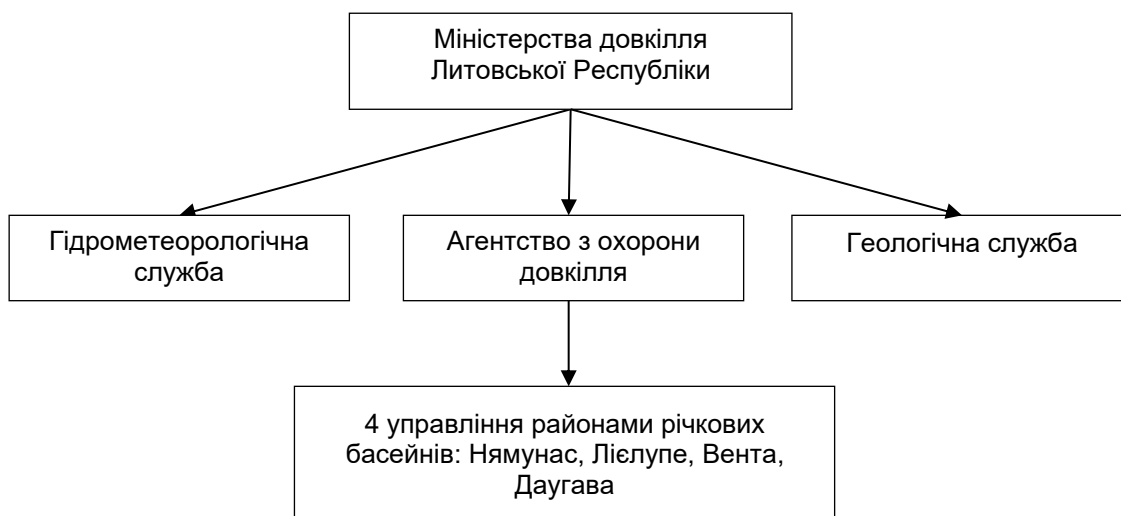 Міністерства довкілля
Литовської Республіки
Гідрометеорологічна
служба
Агентство з охорони
довкілля
Геологічна служба
4 управління районами річкових
басейнів: Нямунас, Лієлупе, Вента,
Даугава